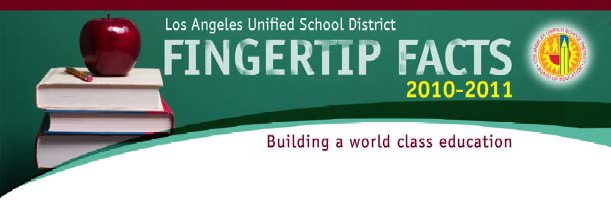 Los Angeles Unified School District
FINGERTIP FACTS
2010-2011
Building a world class education